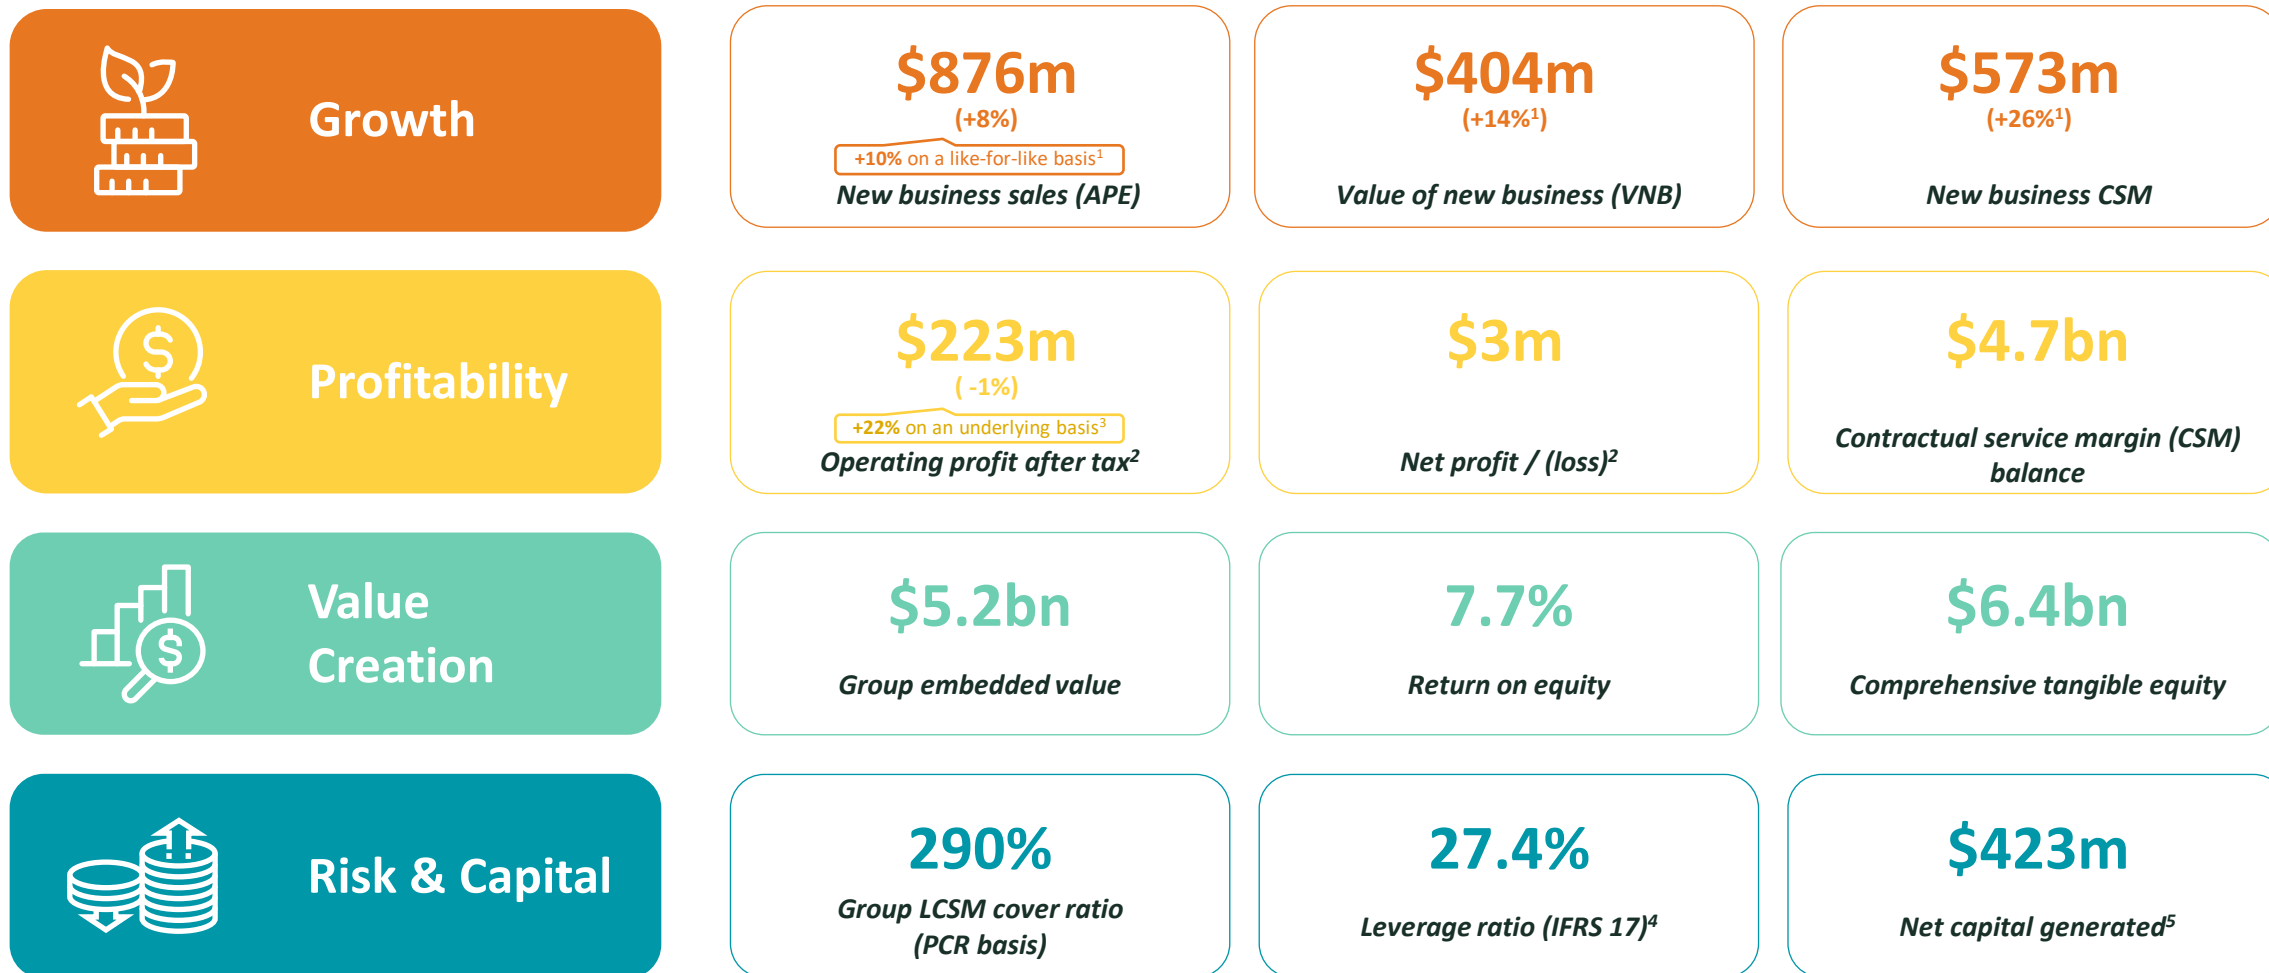 Growth
$876m
(+8%)
+10% on a like-for-like basis¹
New business sales (APE)
$404m
(+14%¹)
Value of new business (VNB)
$573m
(+26%¹)
New business CSM
Profitability
$223m
( -1%)
+22% on an underlying basis³
Operating profit after tax²
$3m
Net profit / (loss)²
$4.7bn
Contractual service margin (CSM)
balance
Value
Creation
$5.2bn
Group embedded value
7.7%
Return on equity
$6.4bn
Comprehensive tangible equity
Risk & Capital
290%
Group LCSM cover ratio
(PCR basis)
27.4%
Leverage ratio (IFRS 17)⁴
$423m
Net capital generated⁵